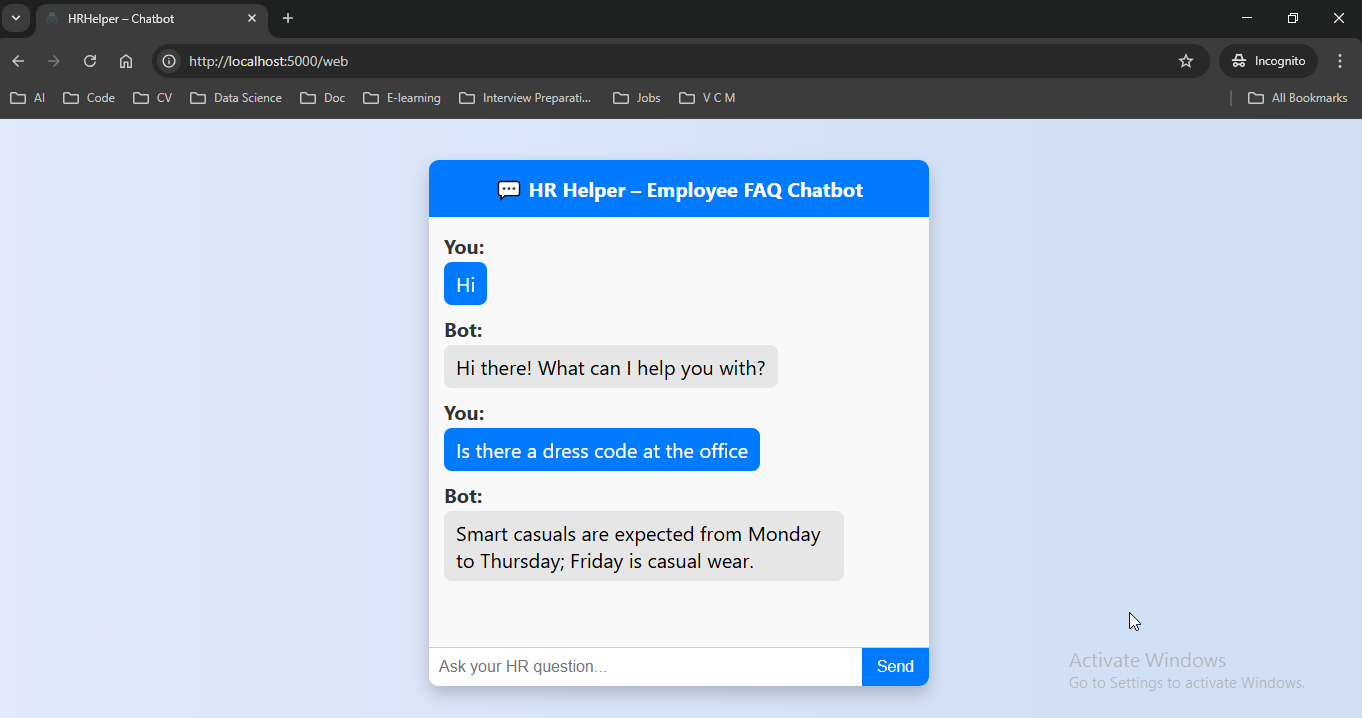 HRHelper – Chatbot
http://localhost:5000/web
Incognito
AI
Code
CV
Data Science
Doc
E-learning
Interview Preparati...
Jobs
V C M
All Bookmarks
💬 HR Helper – Employee FAQ Chatbot
You:
Hi
Bot:
Hi there! What can I help you with?
You:
Is there a dress code at the office
Bot:
Smart casuals are expected from Monday
to Thursday; Friday is casual wear.
Ask your HR question...
Send
Activate Windows
Go to Settings to activate Windows.